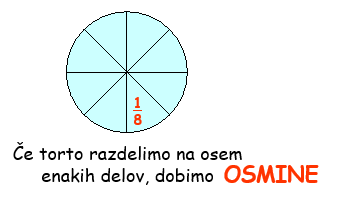 1
8
Če torto razdelimo na osem
enakih delov, dobimo OSMINE